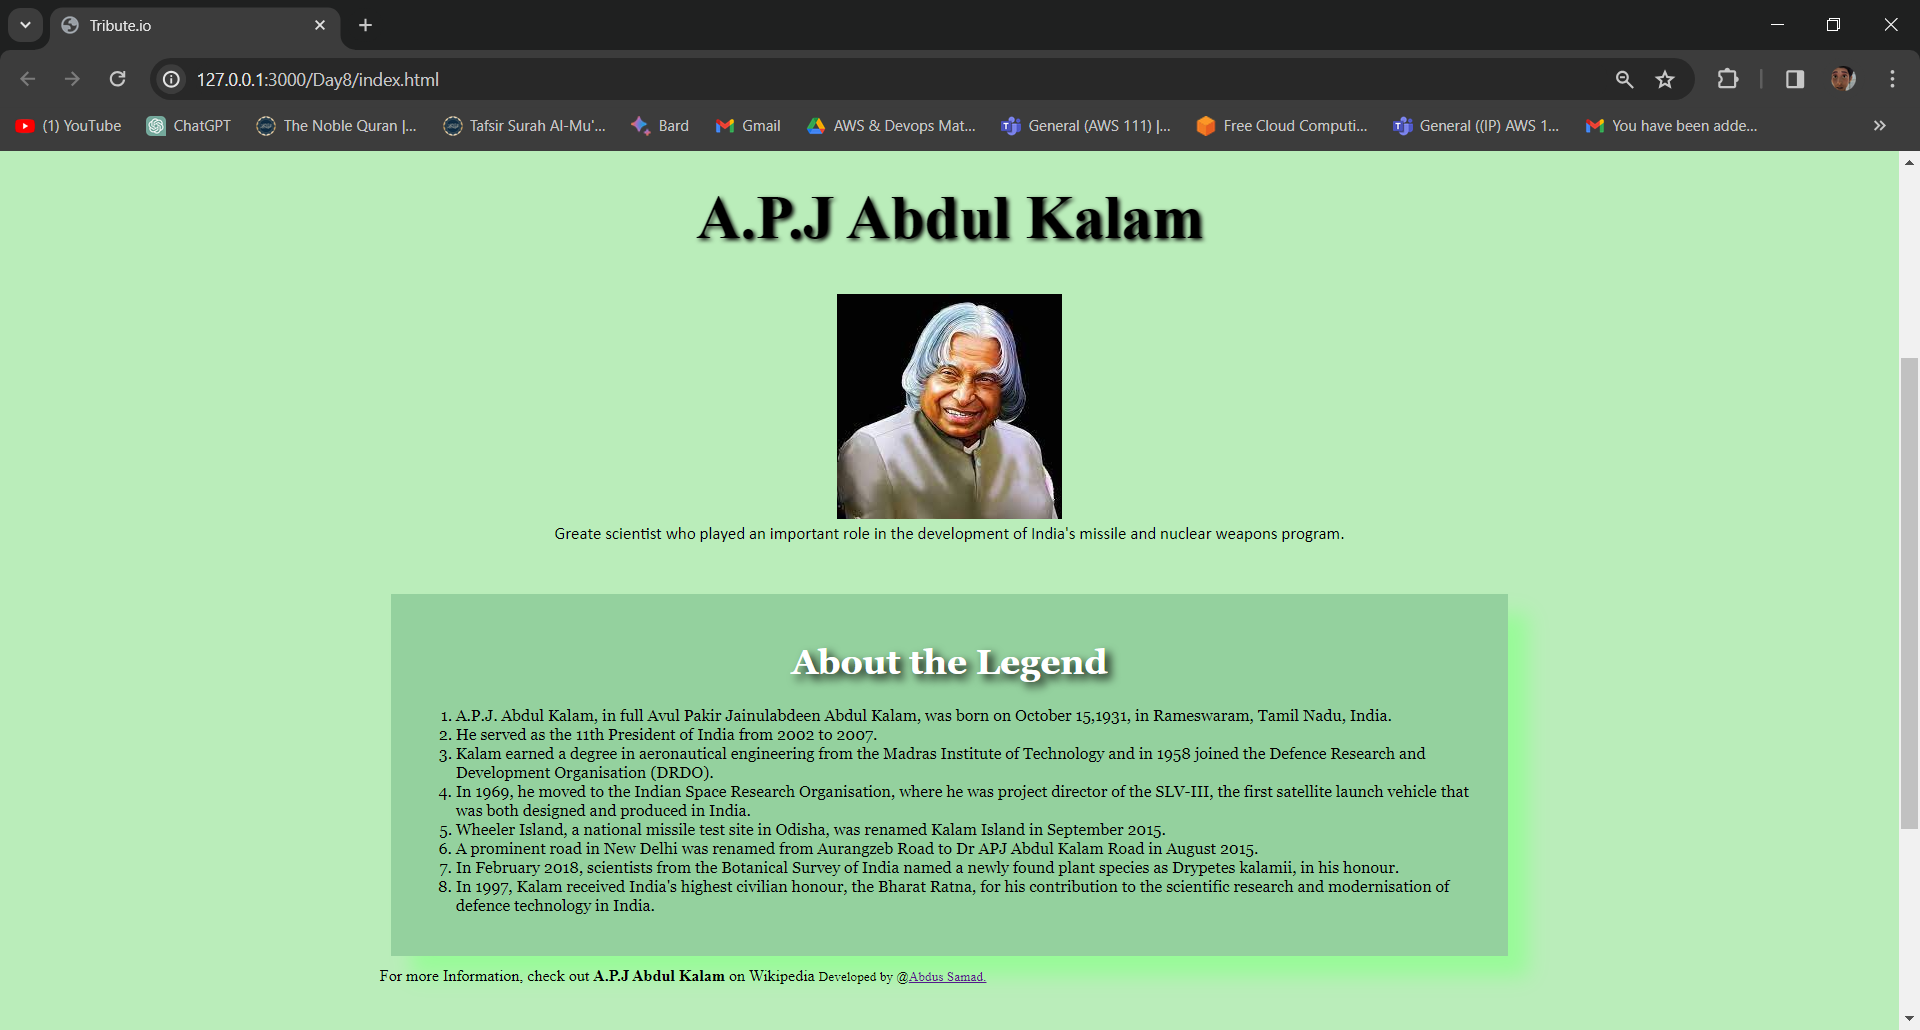 Tribute.io
127.0.0.1:3000/Day8/index.html
(1) YouTube ChatGPT The Noble Quran |... Tafsir Surah Al-Mu'... Bard Gmail AWS & Devops Mat... General (AWS 111) |... Free Cloud Computi... General ((IP) AWS 1... You have been adde... »
A.P.J Abdul Kalam
Greate scientist who played an important role in the development of India's missile and nuclear weapons program.
About the Legend
1. A.P.J. Abdul Kalam, in full Avul Pakir Jainulabdeen Abdul Kalam, was born on October 15,1931, in Rameswaram, Tamil Nadu, India.
2. He served as the 11th President of India from 2002 to 2007.
3. Kalam earned a degree in aeronautical engineering from the Madras Institute of Technology and in 1958 joined the Defence Research and
Development Organisation (DRDO).
4. In 1969, he moved to the Indian Space Research Organisation, where he was project director of the SLV-III, the first satellite launch vehicle that
was both designed and produced in India.
5. Wheeler Island, a national missile test site in Odisha, was renamed Kalam Island in September 2015.
6. A prominent road in New Delhi was renamed from Aurangzeb Road to Dr APJ Abdul Kalam Road in August 2015.
7. In February 2018, scientists from the Botanical Survey of India named a newly found plant species as Drypetes kalamii, in his honour.
8. In 1997, Kalam received India's highest civilian honour, the Bharat Ratna, for his contribution to the scientific research and modernisation of
defence technology in India.
For more Information, check out A.P.J Abdul Kalam on Wikipedia Developed by @Abdus Samad.